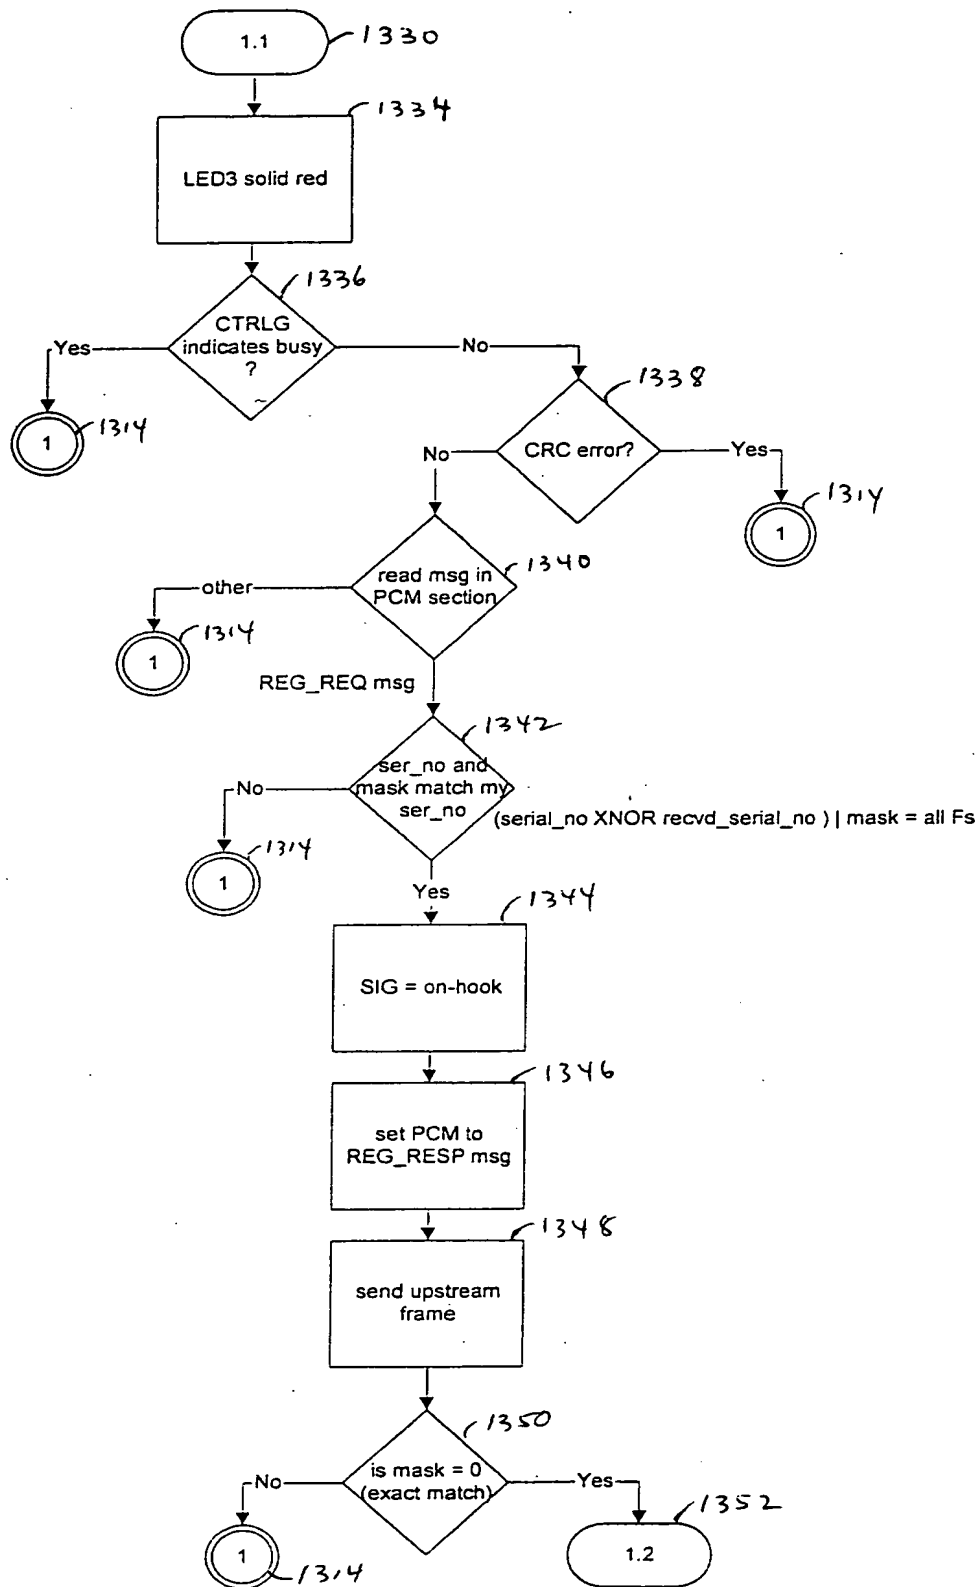 1.1
1330
1334
LED3 solid red
1336
CTRLG
indicates busy
?
Yes
No
1
1314
1338
CRC error?
No
Yes
1
1314
1340
read msg in
PCM section
other
1
1314
REG_REQ msg
1342
ser_no and
mask match my
ser_no
No
(serial_no XNOR recvd_serial_no ) | mask = all Fs
1
1314
Yes
1344
SIG = on-hook
1346
set PCM to
REG_RESP msg
1348
send upstream
frame
1350
is mask = 0
(exact match)
No
Yes
1
1314
1352
1.2